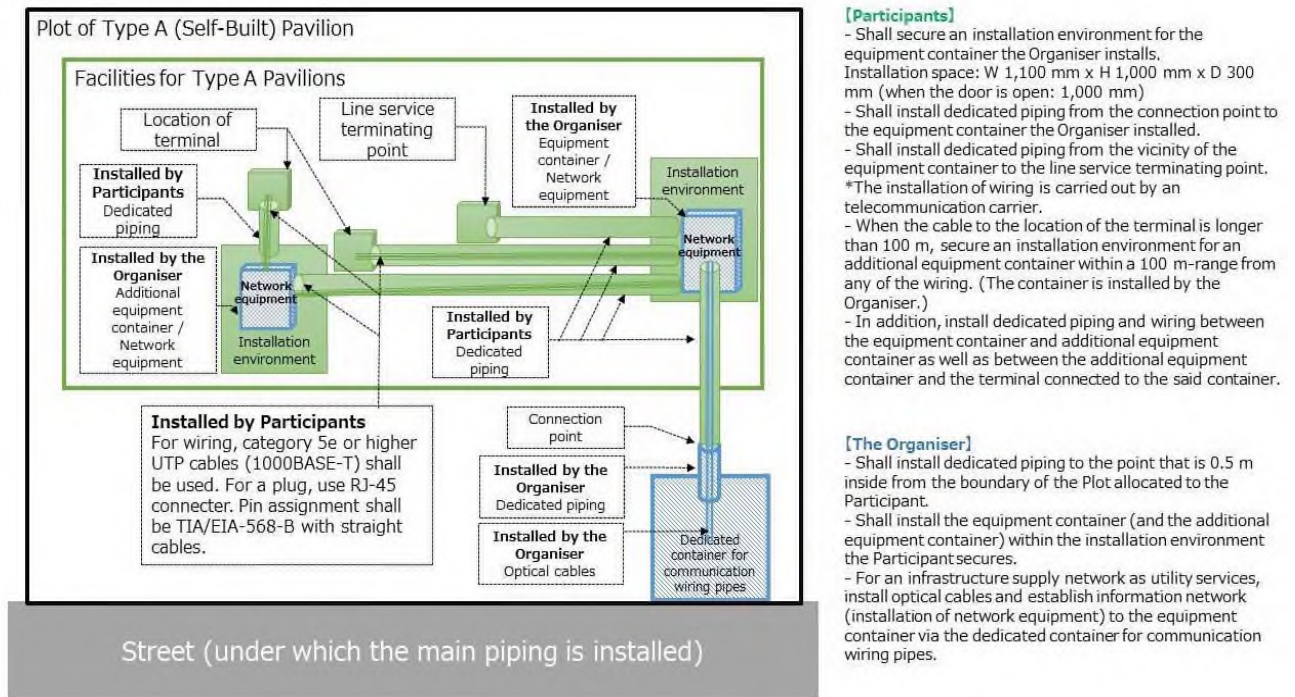 Plot of Type A (Self-Built) Pavilion
Facilities for Type A Pavilions
Location of
terminal
Line service
terminating
point
Installed by
the Organiser
Equipment
container /
Network
equipment
Installed by
Participants
Dedicated
piping
Installation
environment
Network
equipment
Installed by the
Organiser
Additional
equipment
container /
Network
equipment
Network
equipment
Installation
environment
Installed by
Participants
Dedicated
piping
Installed by Participants
For wiring, category 5e or higher
UTP cables (1000BASE-T) shall
be used. For a plug, use RJ-45
connecter. Pin assignment shall
be TIA/EIA-568-B with straight
cables.
Connection
point
Installed by the
Organiser
Dedicated piping
Installed by the
Organiser
Optical cables
Dedicated
container for
communication
wiring pipes
Street (under which the main piping is installed)
【Participants】
- Shall secure an installation environment for the
equipment container the Organiser installs.
Installation space: W 1,100 mm x H 1,000 mm x D 300
mm (when the door is open: 1,000 mm)
- Shall install dedicated piping from the connection point to
the equipment container the Organiser installed.
- Shall install dedicated piping from the vicinity of the
equipment container to the line service terminating point.
*The installation of wiring is carried out by an
telecommunication carrier.
- When the cable to the location of the terminal is longer
than 100 m, secure an installation environment for an
additional equipment container within a 100 m-range from
any of the wiring. (The container is installed by the
Organiser.)
- In addition, install dedicated piping and wiring between
the equipment container and additional equipment
container as well as between the additional equipment
container and the terminal connected to the said container.
【The Organiser】
- Shall install dedicated piping to the point that is 0.5 m
inside from the boundary of the Plot allocated to the
Participant.
- Shall install the equipment container (and the additional
equipment container) within the installation environment
the Participant secures.
- For an infrastructure supply network as utility services,
install optical cables and establish information network
(installation of network equipment) to the equipment
container via the dedicated container for communication
wiring pipes.